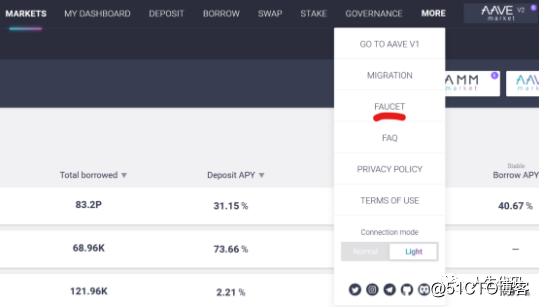 MARKETS MY DASHBOARD DEPOSIT BORROW SWAP STAKE GOVERNANCE MORE AAVE V2
market
GO TO AAVE V1
MIGRATION
AMM
market
FAUCET
FAQ
PRIVACY POLICY
TERMS OF USE
Stable
Total borrowed Deposit APY Borrow APY
83.2P 31.15 % 40.67 %
Connection mode
68.96K 73.66 % —
Normal Light
121.96K 2.21 %
@51CTO博客